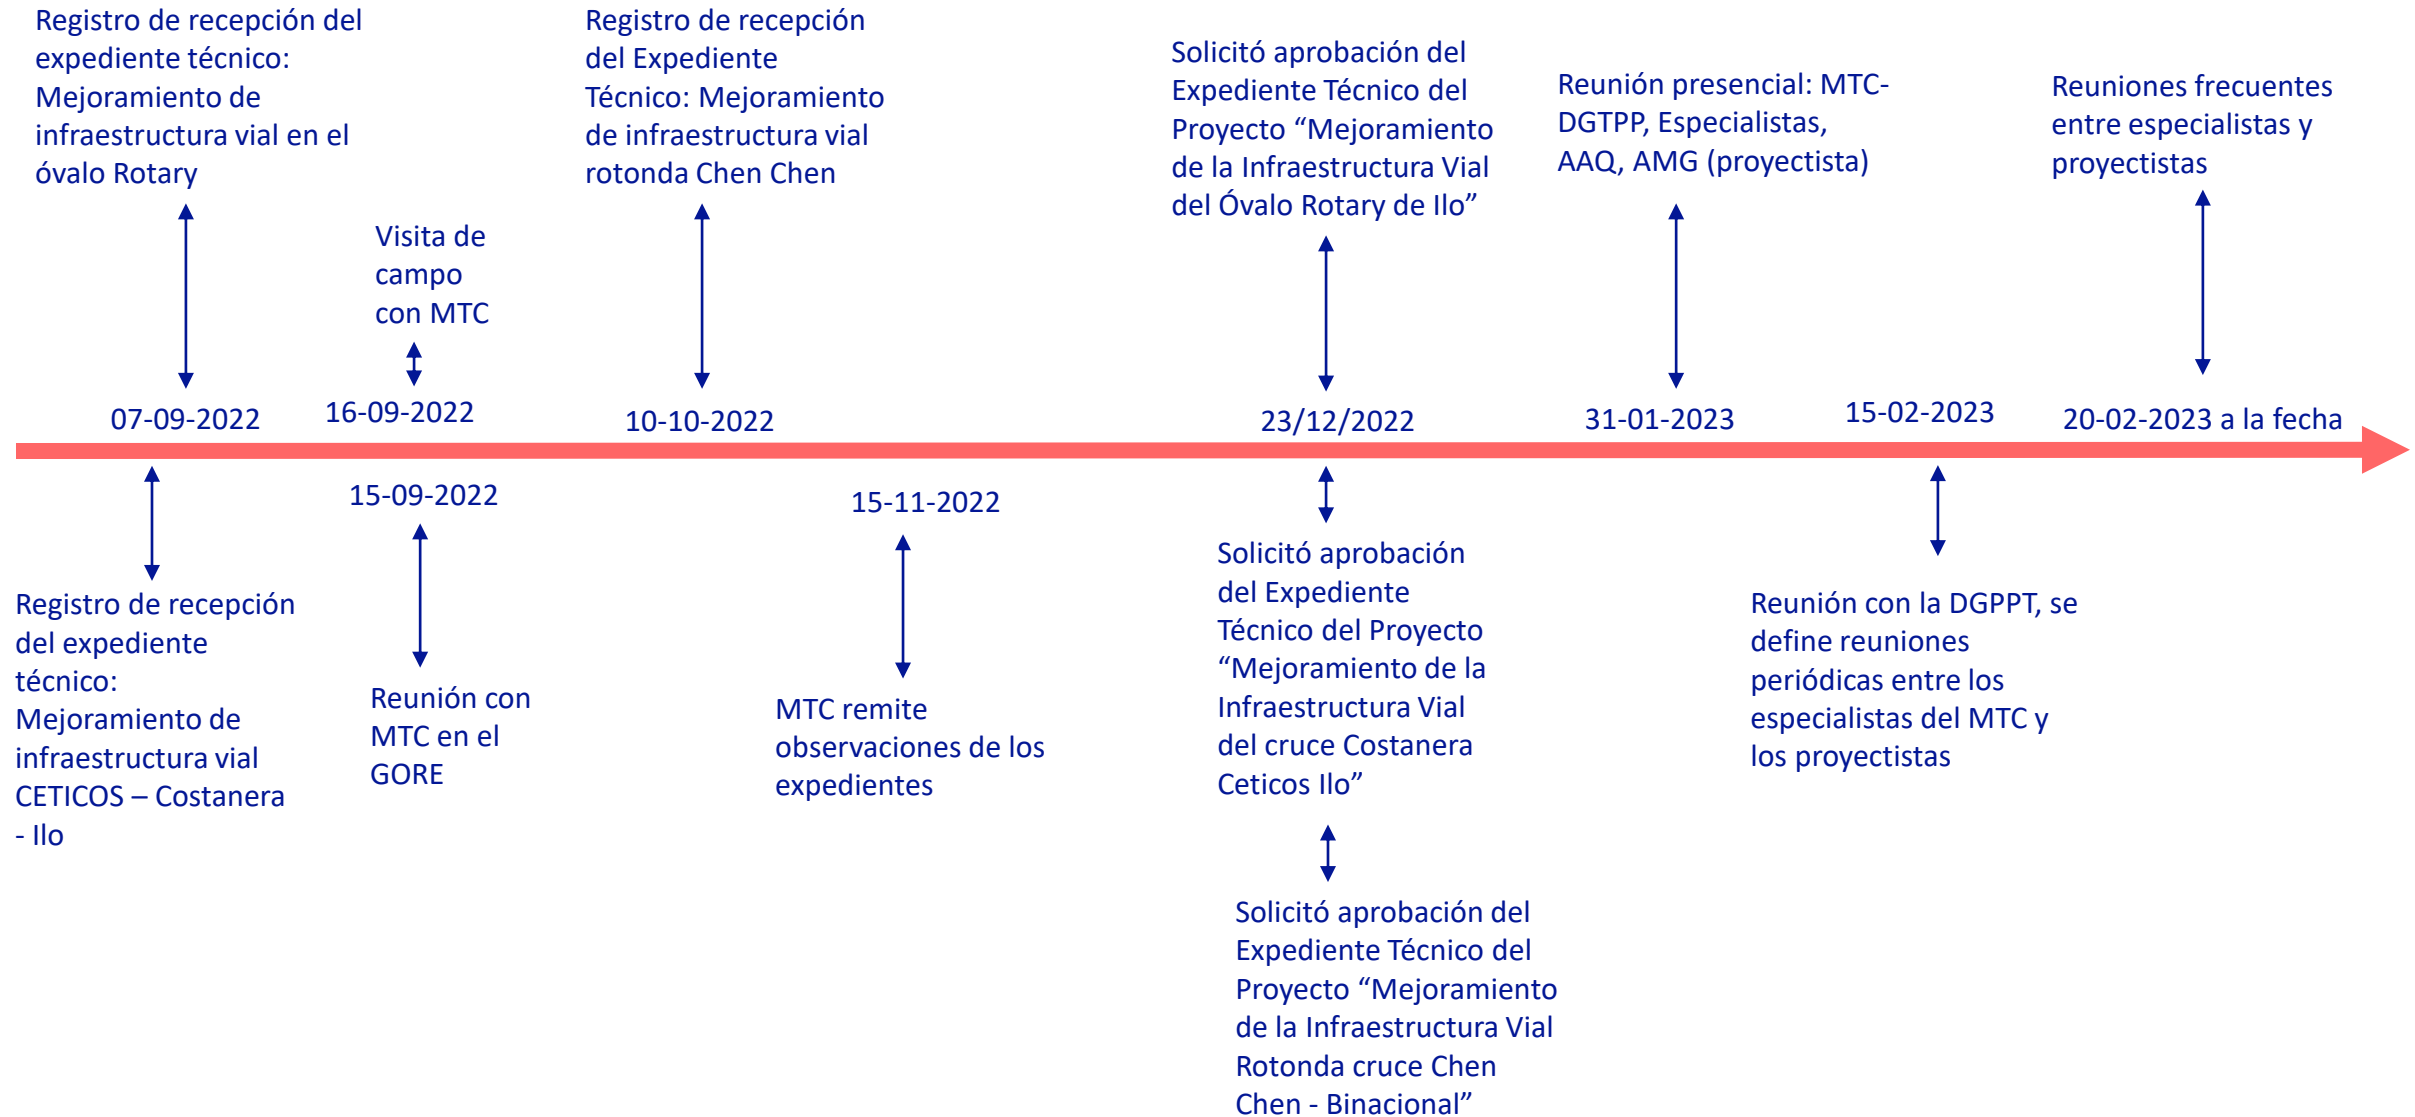 Registro de recepción del
expediente técnico:
Mejoramiento de
infraestructura vial en el
óvalo Rotary
Visita de
campo
con MTC
Registro de recepción
del Expediente
Técnico: Mejoramiento
de infraestructura vial
rotonda Chen Chen
Solicitó aprobación del
Expediente Técnico del
Proyecto “Mejoramiento
de la Infraestructura Vial
del Óvalo Rotary de Ilo”
Reunión presencial: MTC-
DGTPP, Especialistas,
AAQ, AMG (proyectista)
Reuniones frecuentes
entre especialistas y
proyectistas
07-09-2022
16-09-2022
10-10-2022
23/12/2022
31-01-2023
15-02-2023
20-02-2023 a la fecha
15-09-2022
15-11-2022
Registro de recepción
del expediente
técnico:
Mejoramiento de
infraestructura vial
CETICOS – Costanera
- Ilo
Reunión con
MTC en el
GORE
MTC remite
observaciones de los
expedientes
Solicitó aprobación
del Expediente
Técnico del Proyecto
“Mejoramiento de la
Infraestructura Vial
del cruce Costanera
Ceticos Ilo”
Reunión con la DGPPT, se
define reuniones
periódicas entre los
especialistas del MTC y
los proyectistas
Solicitó aprobación del
Expediente Técnico del
Proyecto “Mejoramiento
de la Infraestructura Vial
Rotonda cruce Chen
Chen - Binacional”